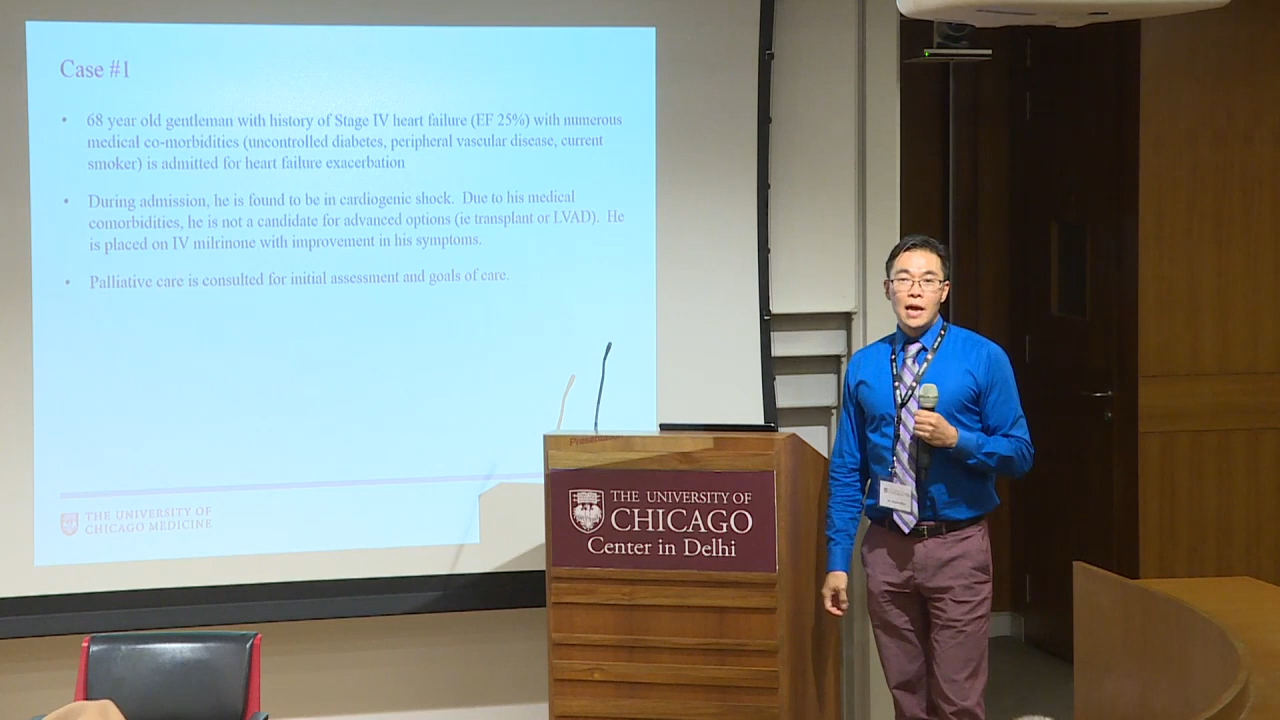 Case #1
• 68 year old gentleman with history of Stage IV heart failure (EF 25%) with numerous
medical co-morbidities (uncontrolled diabetes, peripheral vascular disease, current
smoker) is admitted for heart failure exacerbation
• During admission, he is found to be in cardiogenic shock. Due to his medical
comorbidities, he is not a candidate for advanced options (ie transplant or LVAD). He
is placed on IV milrinone with improvement in his symptoms.
• Palliative care is consulted for initial assessment and goals of care.
THE UNIVERSITY OF
CHICAGO MEDICINE
THE UNIVERSITY OF
CHICAGO
Center in Delhi